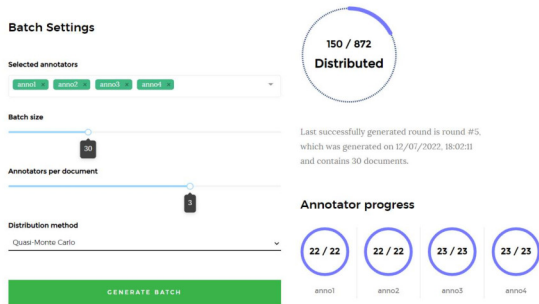 Batch Settings
Selected annotators
anno1 × anno2 × anno3 × anno4 ×
Batch size
30
Annotators per document
3
Distribution method
Quasi-Monte Carlo
GENERATE BATCH
150 / 872
Distributed
Last successfully generated round is round #5,
which was generated on 12/07/2022, 18:02:11
and contains 30 documents.
Annotator progress
22 / 22 22 / 22 23 / 23 23 / 23
anno1 anno2 anno3 anno4